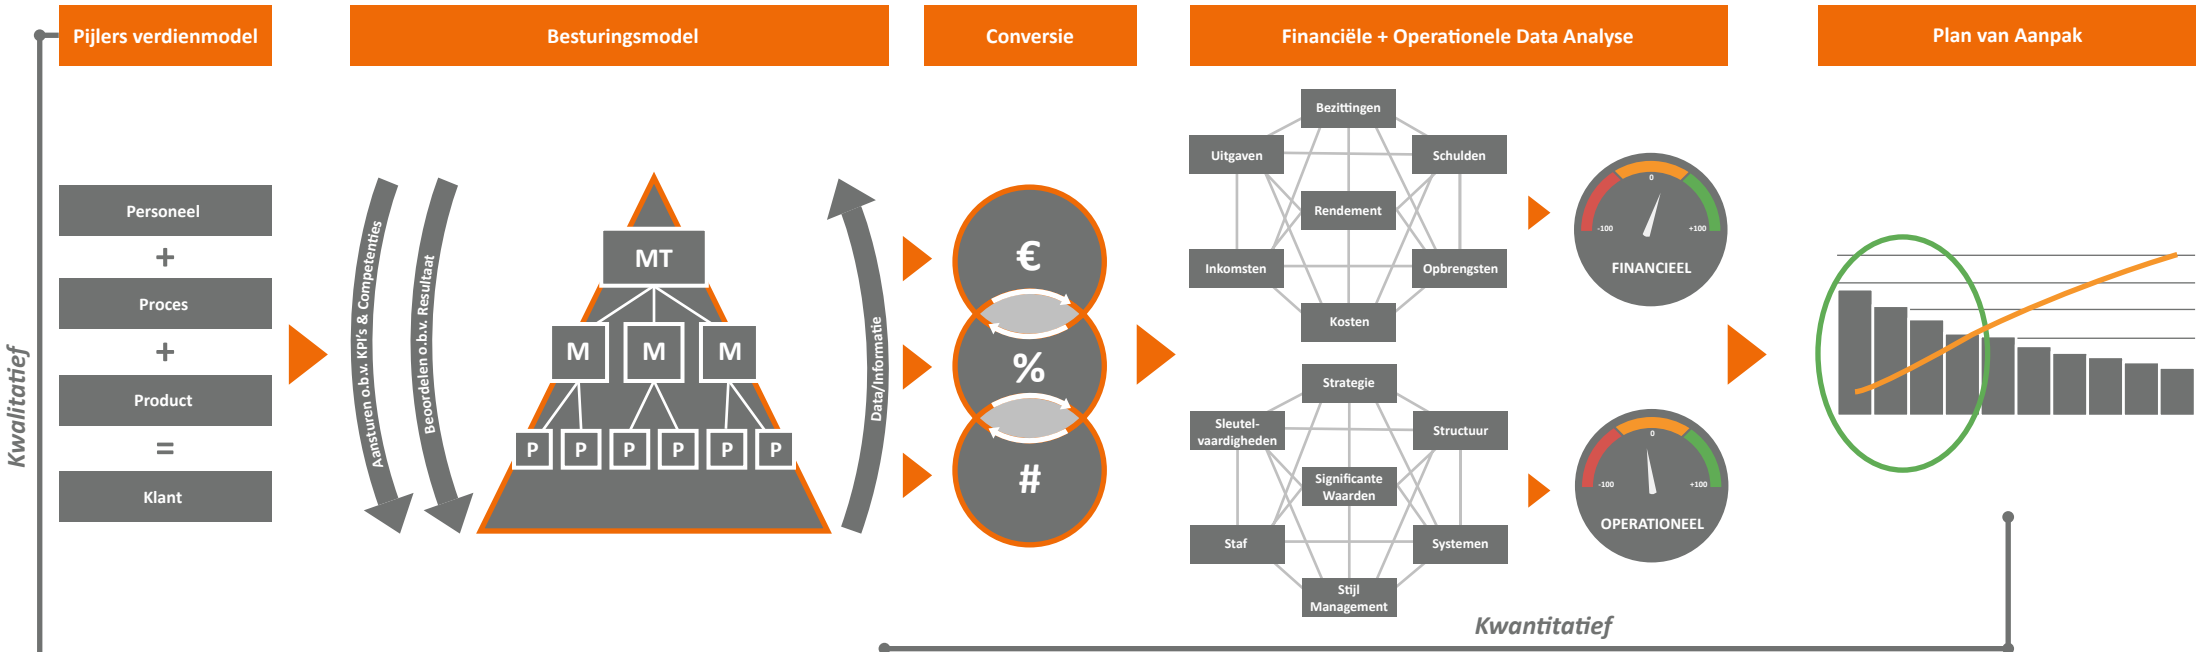 Pijlers verdienmodel
Besturingsmodel
Conversie
Financiële + Operationele Data Analyse
Plan van Aanpak
Kwalitatief
Personeel
+
Proces
+
Product
=
Klant
Aansturen o.b.v. KPI's & Competenties
Beoordelen o.b.v. Resultaat
MT
M M M
P P P P P P
Data/Informatie
€
%
#
Bezittingen
Uitgaven
Schulden
Rendement
Inkomsten
Opbrengsten
Kosten
Strategie
Sleutel-
vaardigheden
Structuur
Significante
Waarden
Staf
Systemen
Stijl
Management
0
-100
+100
FINANCIEEL
0
-100
+100
OPERATIONEEL
Kwantitatief